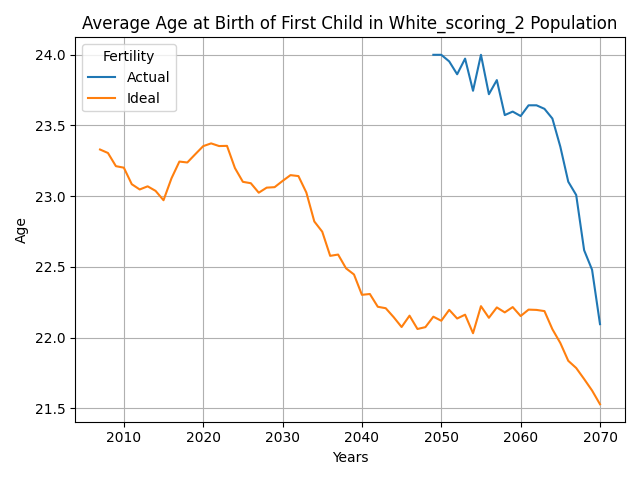 Average Age at Birth of First Child in White_scoring_2 Population
Fertility
Actual
Ideal
Age
24.0
23.5
23.0
22.5
22.0
21.5
2010 2020 2030 2040 2050 2060 2070
Years